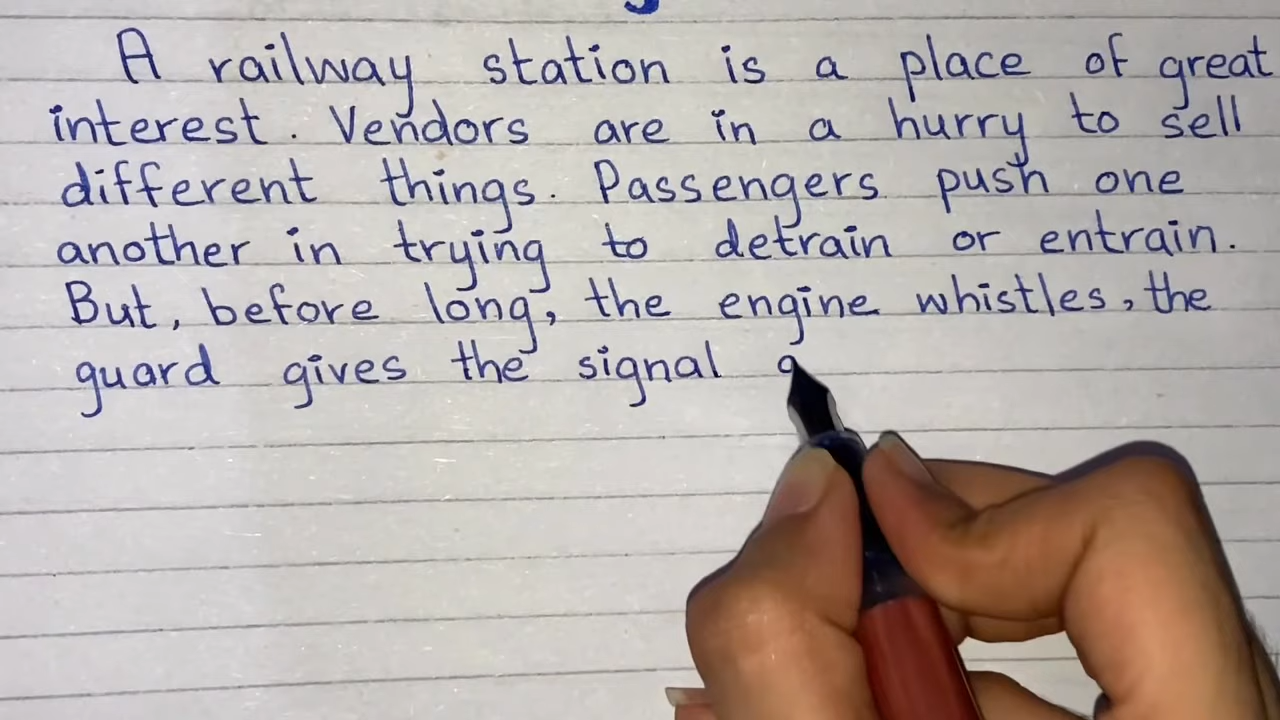 A railway station is a place of great
interest. Vendors are in a hurry to sell
different things. Passengers push one
another in trying to detrain or entrain.
But, before long, the engine whistles, the
guard gives the signal a